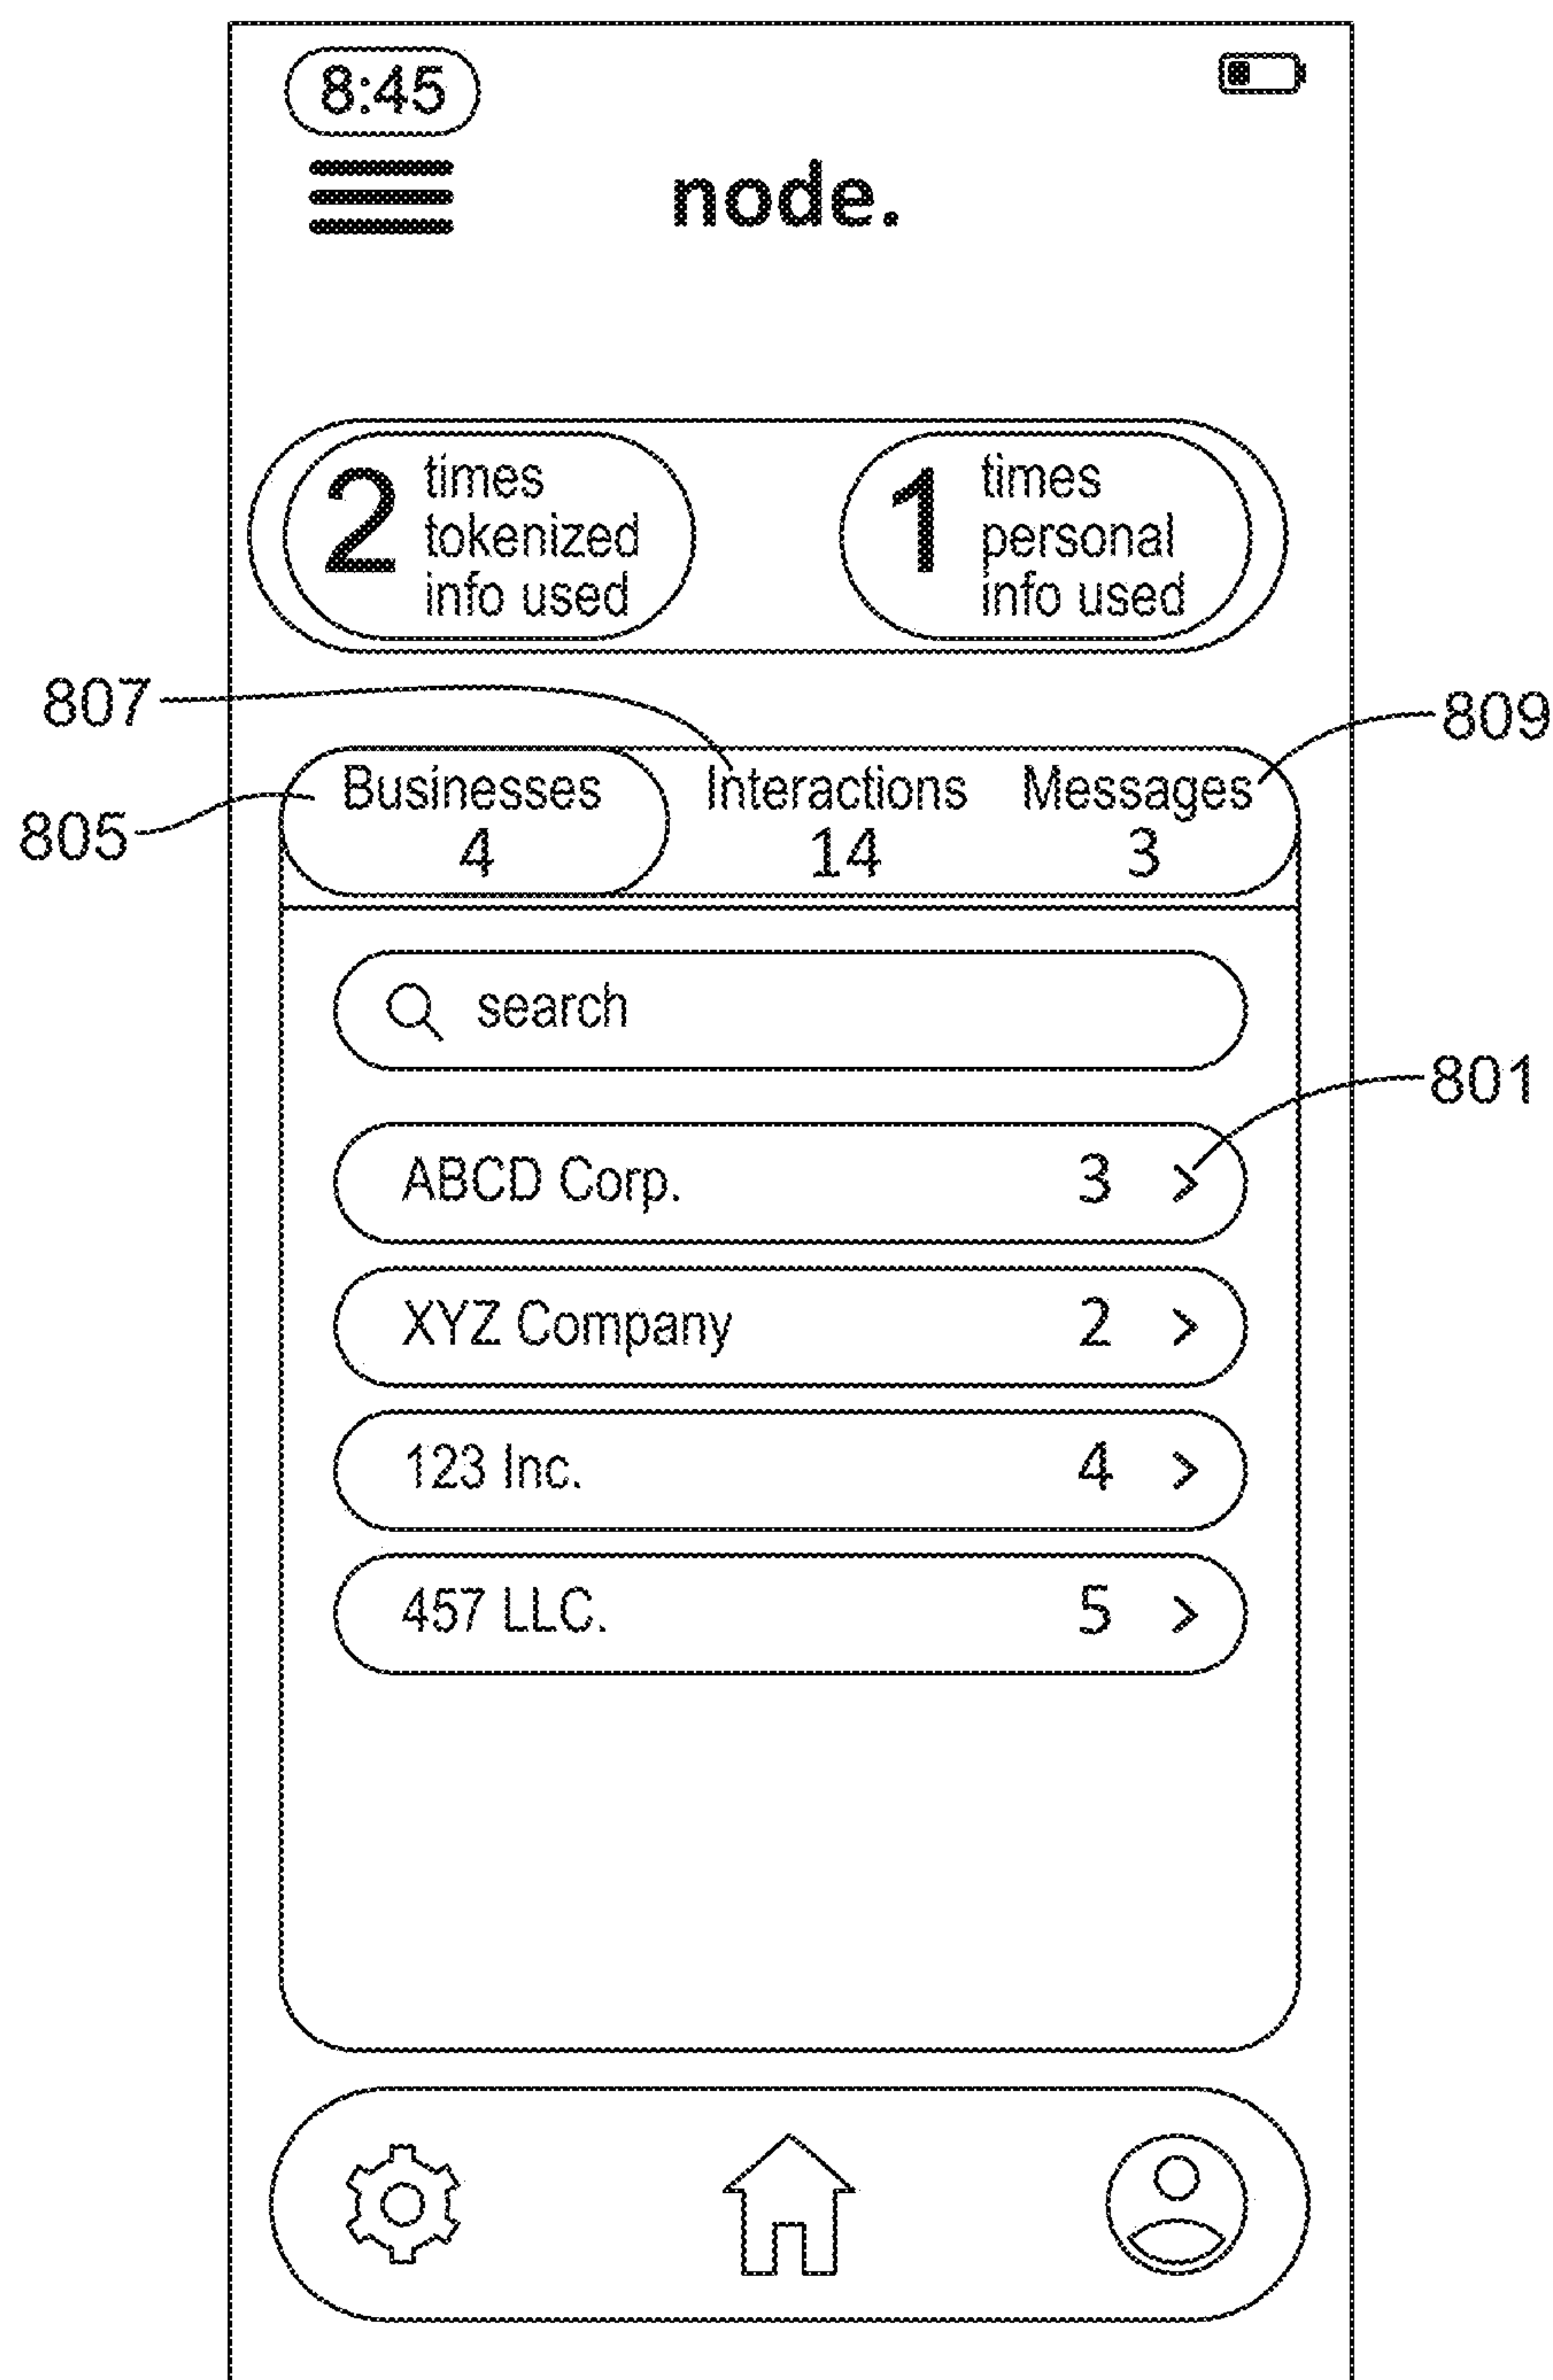 8:45
node.
2 times
tokenized
info used
1 times
personal
info used
807
809
805
Businesses Interactions Messages
4 14 3
search
801
ABCD Corp. 3 >
XYZ Company 2 >
123 Inc. 4 >
457 LLC. 5 >